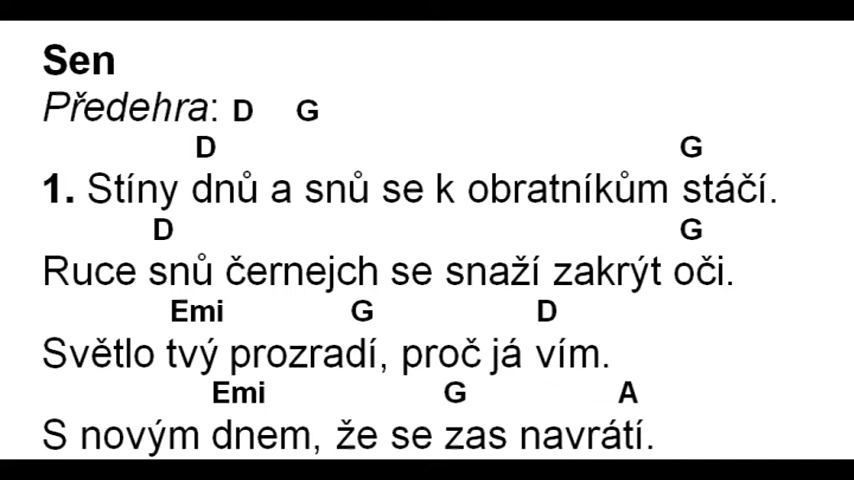 Sen
Předehra: D G
D G
1. Stíny dnů a snů se k obratníkům stáčí.
D G
Ruce snů černejch se snaží zakrýt oči.
Emi G D
Světlo tvý prozradí, proč já vím.
Emi G A
S novým dnem, že se zas navrátí.